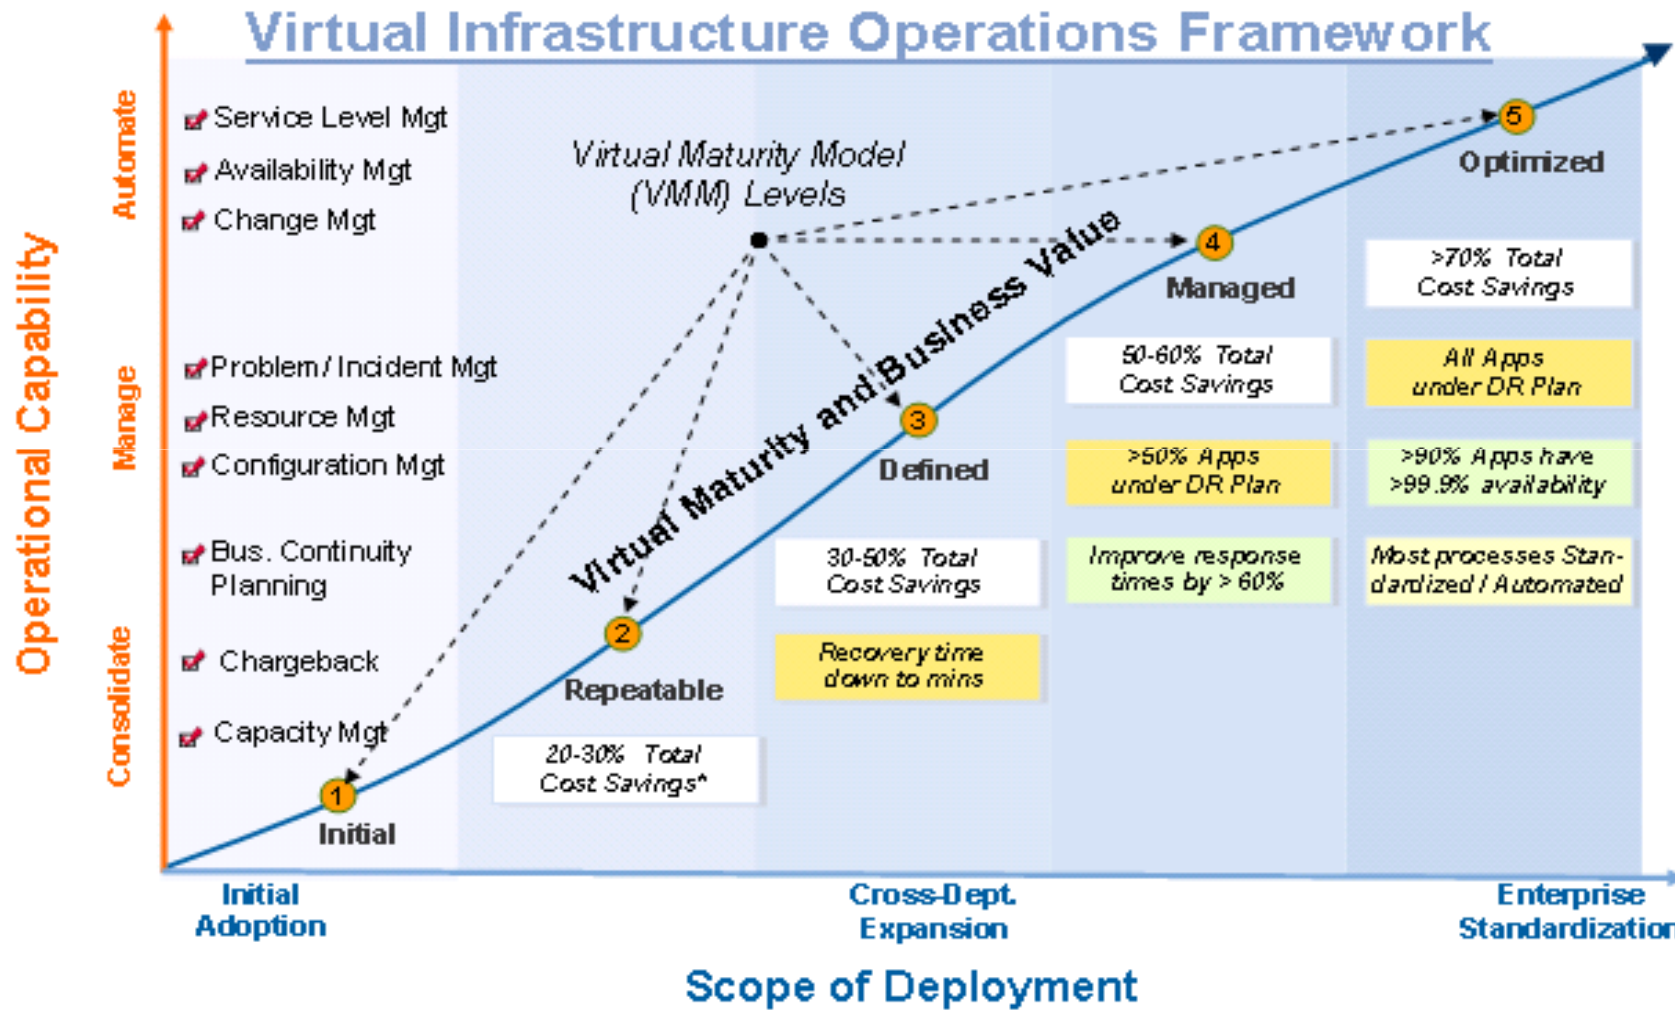 Virtual Infrastructure Operations Framework
Operational Capability
Automate
Manage
Consolidate
Service Level Mgt
Availability Mgt
Change Mgt
Problem/ Incident Mgt
Resource Mgt
Configuration Mgt
Bus. Continuity
Planning
Chargeback
Capacity Mgt
Virtual Maturity Model
(VMM) Levels
Virtual Maturity and Business Value
1
Initial
2
Repeatable
20-30% Total
Cost Savings*
3
Defined
30-50% Total
Cost Savings
Recovery time
down to mins
4
Managed
50-60% Total
Cost Savings
>50% Apps
under DR Plan
Improve response
times by > 60%
5
Optimized
>70% Total
Cost Savings
All Apps
under DR Plan
>90% Apps have
>99.9% availability
Most processes Stan-
dardized / Automated
Initial
Adoption
Cross-Dept.
Expansion
Enterprise
Standardization
Scope of Deployment